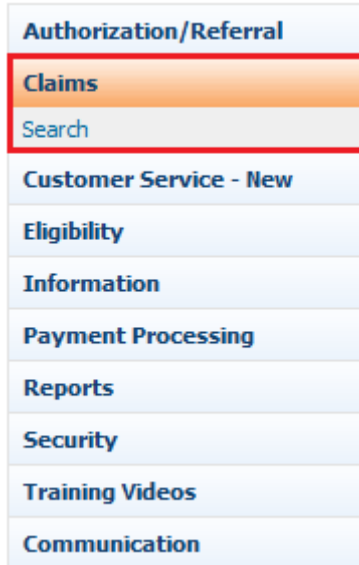 Authorization/Referral
Claims
Search
Customer Service - New
Eligibility
Information
Payment Processing
Reports
Security
Training Videos
Communication